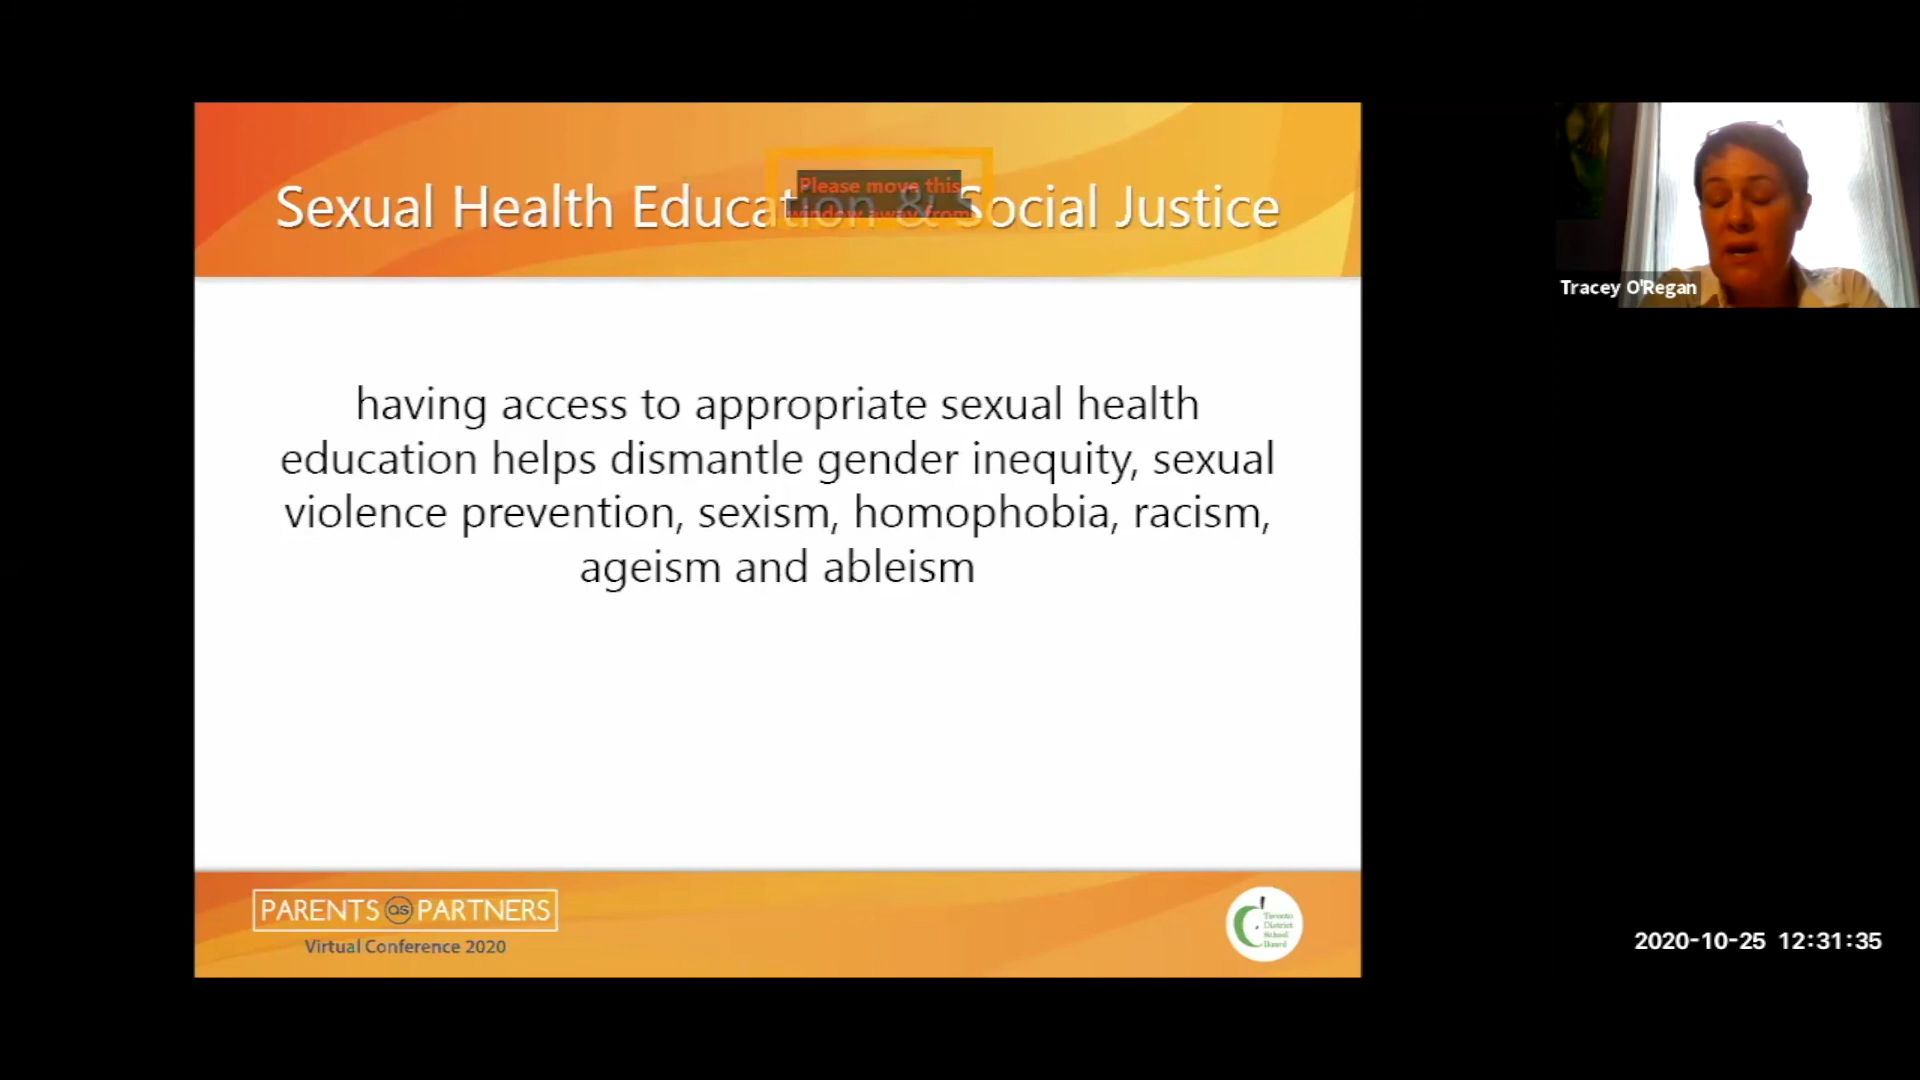 Please move this
window away from
Sexual Health Education & Social Justice
having access to appropriate sexual health
education helps dismantle gender inequity, sexual
violence prevention, sexism, homophobia, racism,
ageism and ableism
PARENTS as PARTNERS
Virtual Conference 2020
Toronto
District
School
Board
Tracey O'Regan
2020-10-25 12:31:35